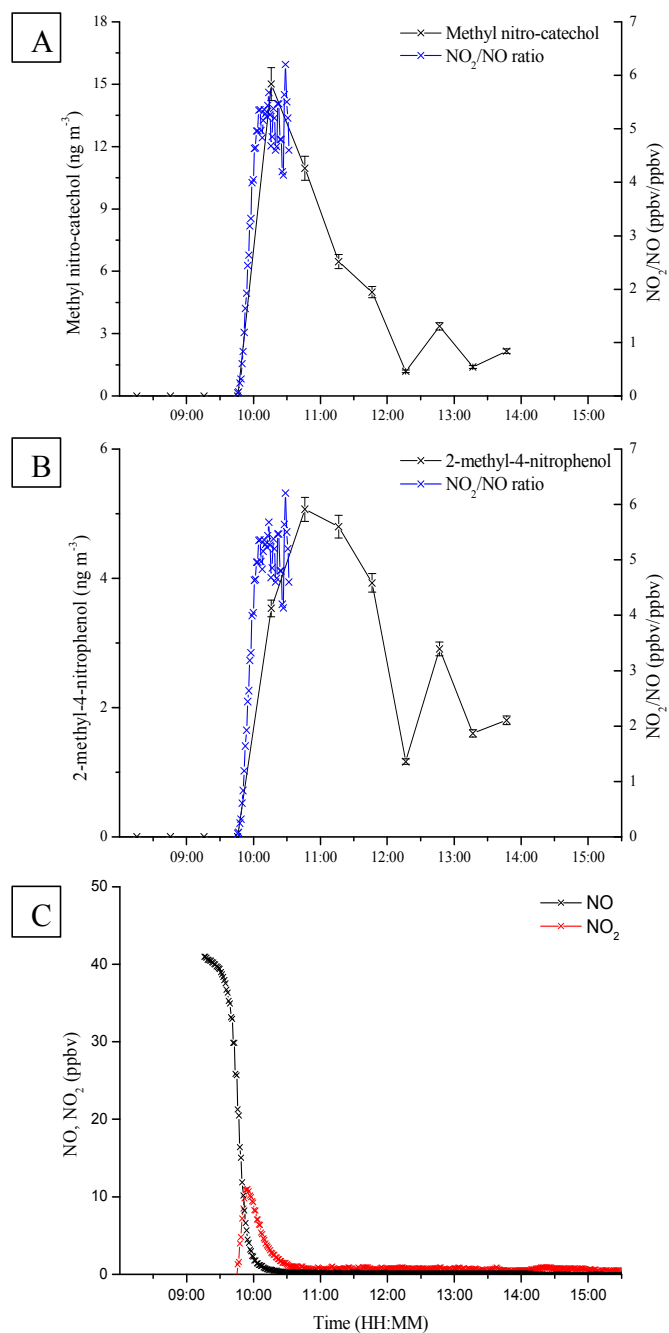 A
Methyl nitro-catechol
NO₂/NO ratio
Methyl nitro-catechol (ng m⁻³)
18
15
12
9
6
3
0
NO₂/NO (ppbv/ppbv)
7
6
5
4
3
2
1
0
09:00 10:00 11:00 12:00 13:00 14:00 15:00
B
2-methyl-4-nitrophenol
NO₂/NO ratio
2-methyl-4-nitrophenol (ng m⁻³)
6
4
2
0
NO₂/NO (ppbv/ppbv)
7
6
5
4
3
2
1
0
09:00 10:00 11:00 12:00 13:00 14:00 15:00
C
NO
NO₂
NO, NO₂ (ppbv)
50
40
30
20
10
0
09:00 10:00 11:00 12:00 13:00 14:00 15:00
Time (HH:MM)